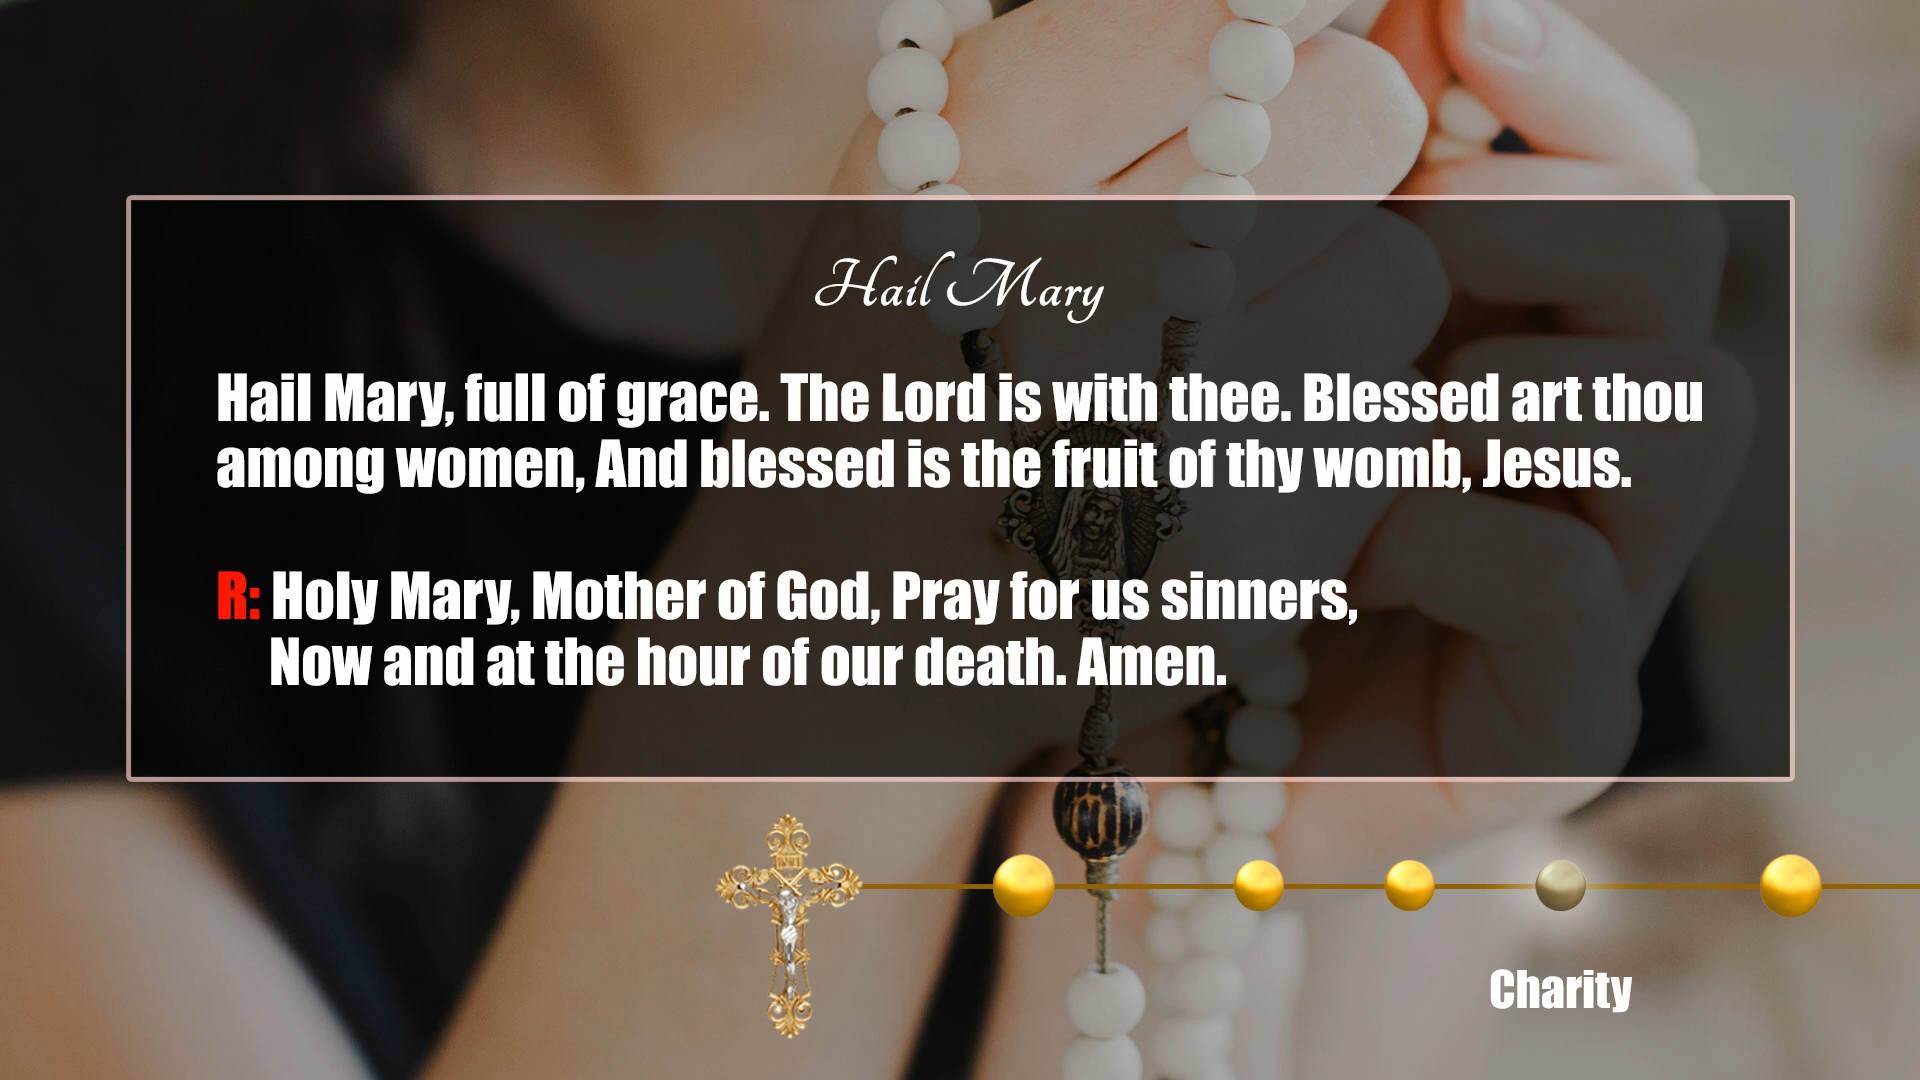 Hail Mary
Hail Mary, full of grace. The Lord is with thee. Blessed art thou
among women, And blessed is the fruit of thy womb, Jesus.
R: Holy Mary, Mother of God, Pray for us sinners,
Now and at the hour of our death. Amen.
Charity